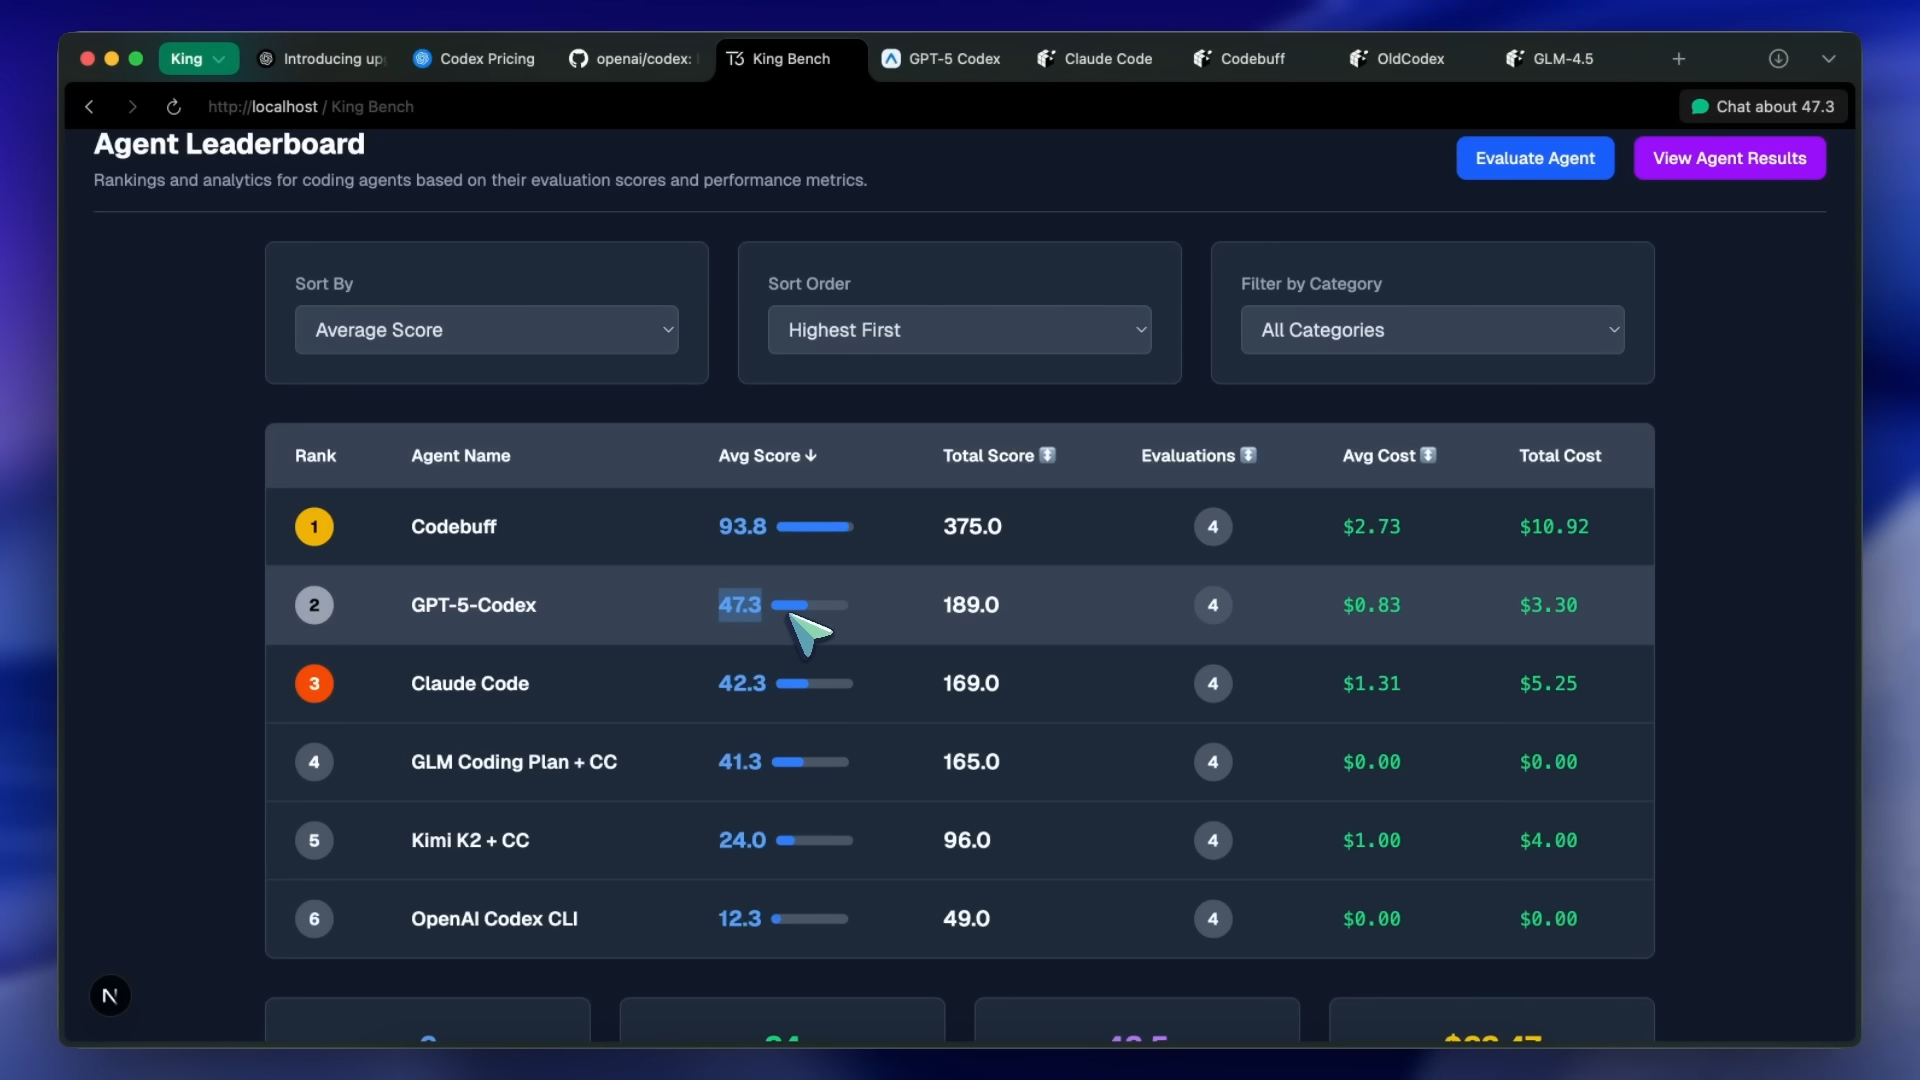 King
Introducing up
Codex Pricing
openai/codex:
T3 King Bench
GPT-5 Codex
Claude Code
Codebuff
OldCodex
GLM-4.5
http://localhost / King Bench
Chat about 47.3
Agent Leaderboard
Rankings and analytics for coding agents based on their evaluation scores and performance metrics.
Evaluate Agent
View Agent Results
Sort By
Average Score
Sort Order
Highest First
Filter by Category
All Categories
Rank Agent Name Avg Score ↓ Total Score Evaluations Avg Cost Total Cost
1 Codebuff 93.8 375.0 4 $2.73 $10.92
2 GPT-5-Codex 47.3 189.0 4 $0.83 $3.30
3 Claude Code 42.3 169.0 4 $1.31 $5.25
4 GLM Coding Plan + CC 41.3 165.0 4 $0.00 $0.00
5 Kimi K2 + CC 24.0 96.0 4 $1.00 $4.00
6 OpenAI Codex CLI 12.3 49.0 4 $0.00 $0.00
N